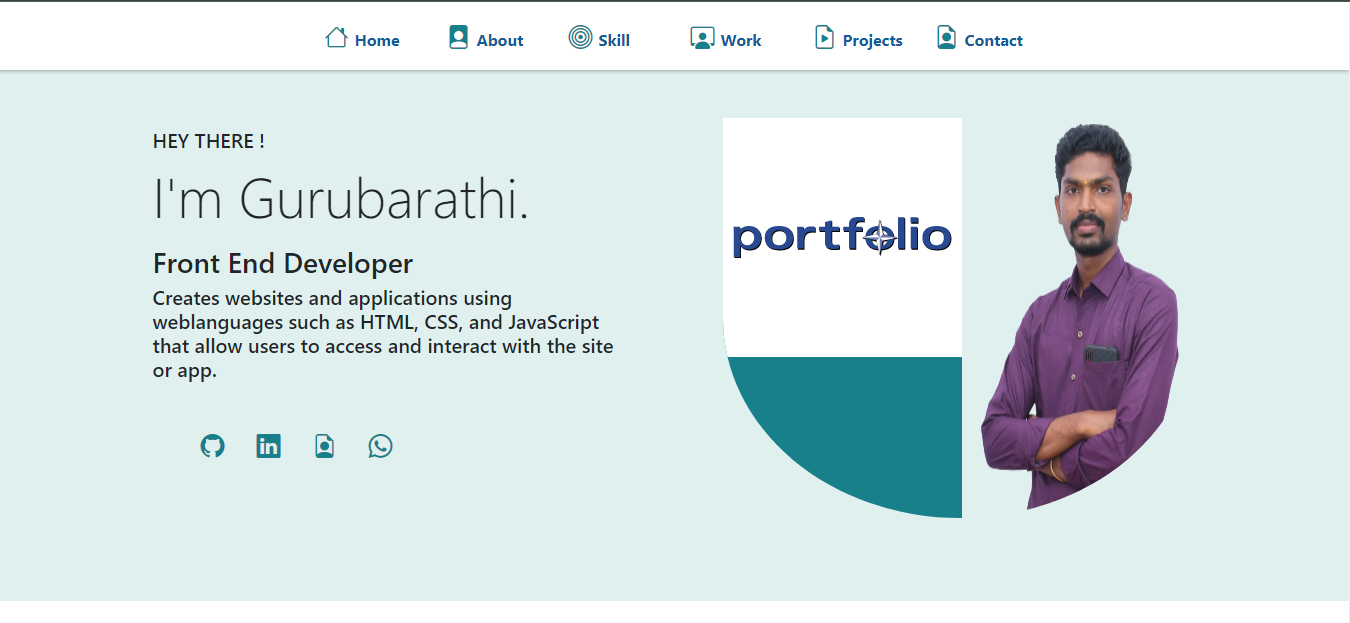 Home About Skill Work Projects Contact
HEY THERE !
I'm Gurubarathi.
Front End Developer
Creates websites and applications using
weblanguages such as HTML, CSS, and JavaScript
that allow users to access and interact with the site
or app.
portfolio
in